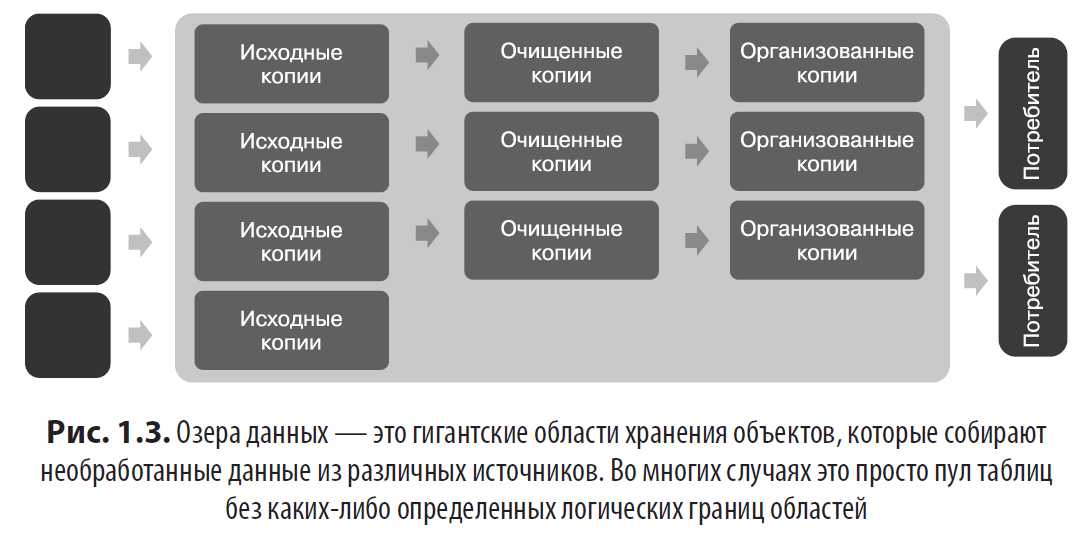 Исходные
копии
Очищенные
копии
Организованные
копии
Исходные
копии
Очищенные
копии
Организованные
копии
Исходные
копии
Очищенные
копии
Организованные
копии
Исходные
копии
Потребитель
Потребитель
Рис. 1.3. Озера данных — это гигантские области хранения объектов, которые собирают
необработанные данные из различных источников. Во многих случаях это просто пул таблиц
без каких-либо определенных логических границ областей